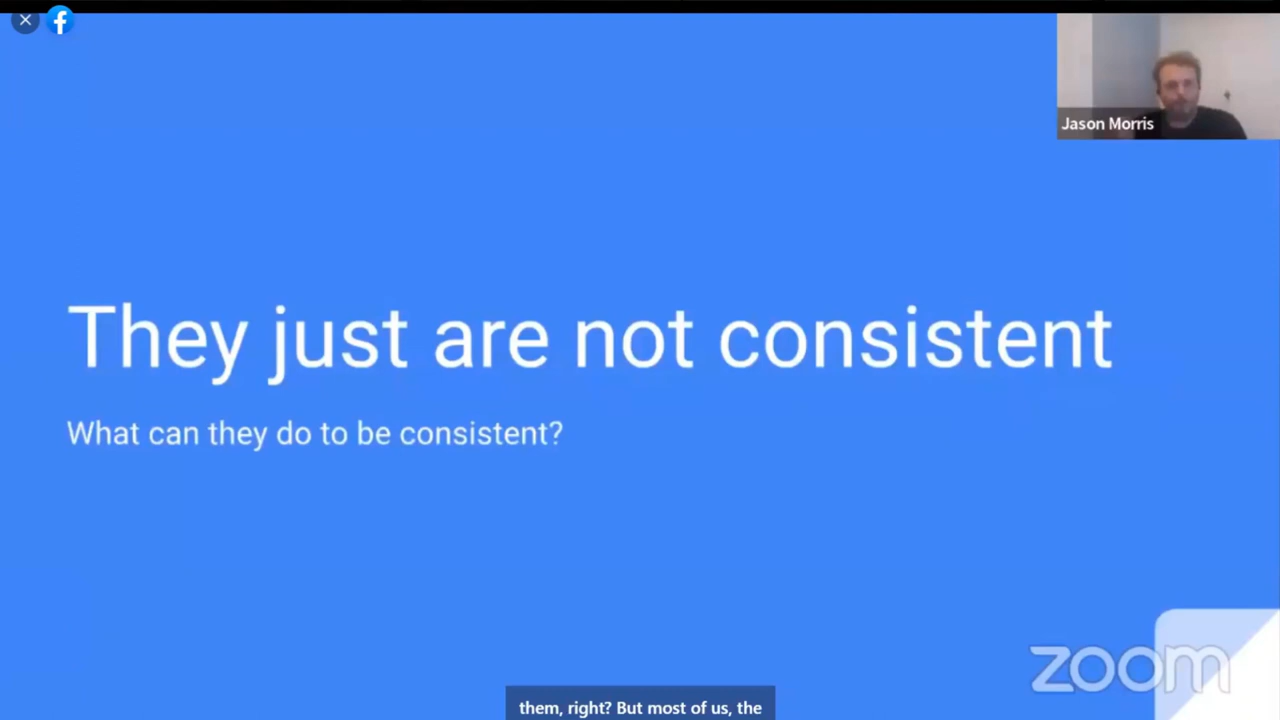 Jason Morris
They just are not consistent
What can they do to be consistent?
zoom
them, right? But most of us, the